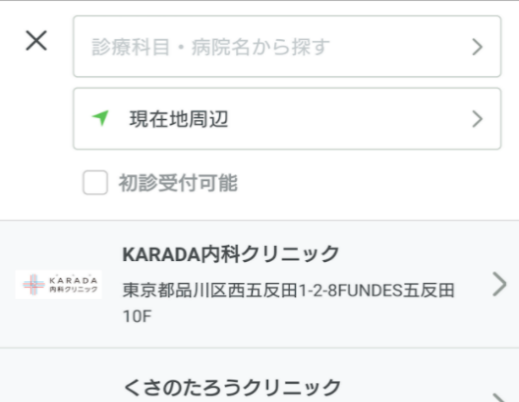 診療科目・病院名から探す
現在地周辺
初診受付可能
KARADA内科クリニック
KARADA
内科クリニック
東京都品川区西五反田1-2-8FUNDES五反田
10F
くさのたろうクリニック